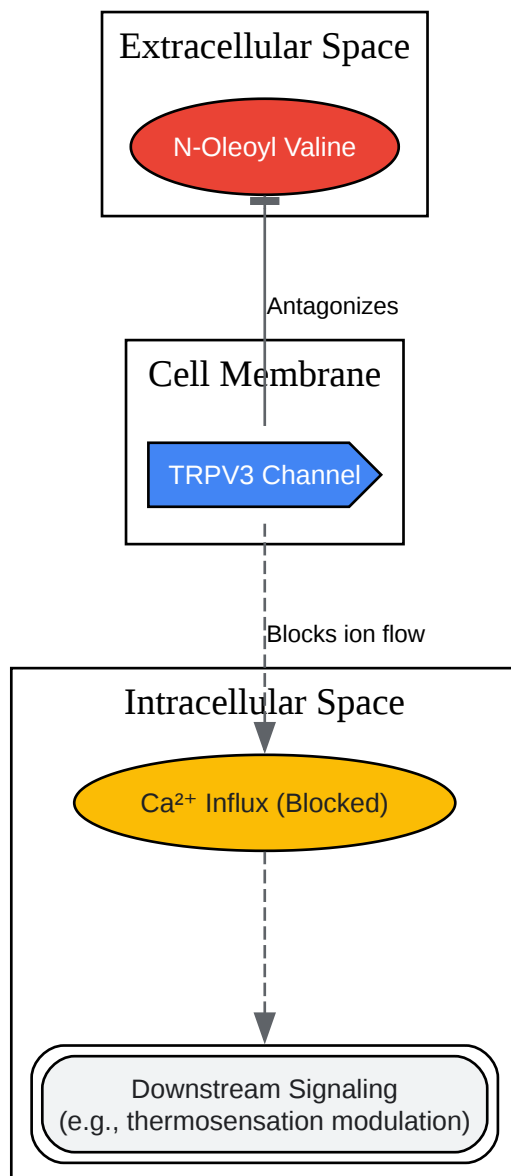 Extracellular Space
N-Oleoyl Valine
Antagonizes
Cell Membrane
TRPV3 Channel
Blocks ion flow
Intracellular Space
Ca²⁺ Influx (Blocked)
Downstream Signaling
(e.g., thermosensation modulation)